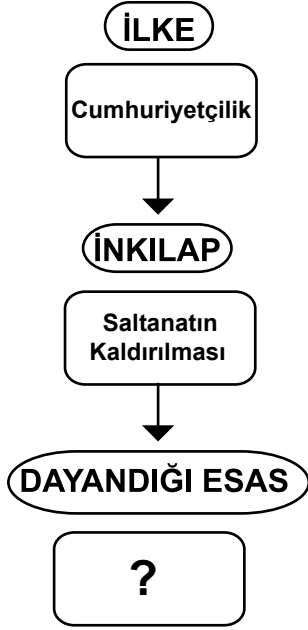 İLKE
Cumhuriyetçilik
İNKILAP
Saltanatın
Kaldırılması
DAYANDIĞI ESAS
?